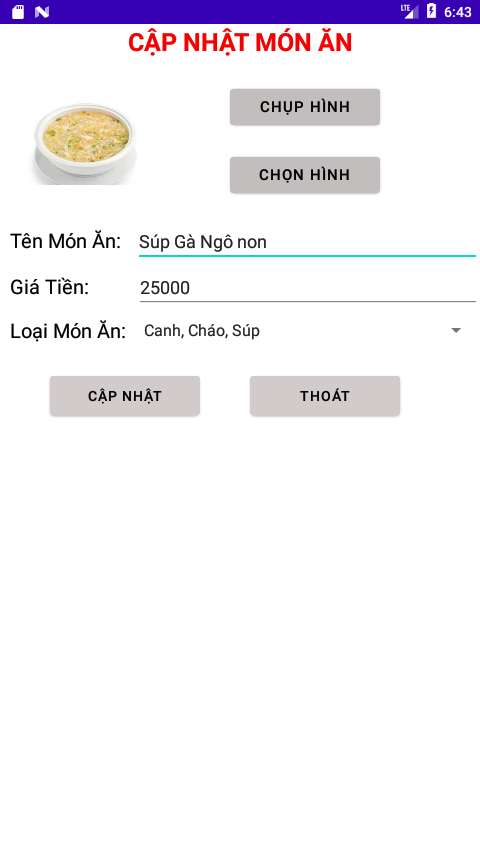 LTE 6:43
CẬP NHẬT MÓN ĂN
CHỤP HÌNH
CHỌN HÌNH
Tên Món Ăn: Súp Gà Ngô non
Giá Tiền: 25000
Loại Món Ăn: Canh, Cháo, Súp
CẬP NHẬT THOÁT